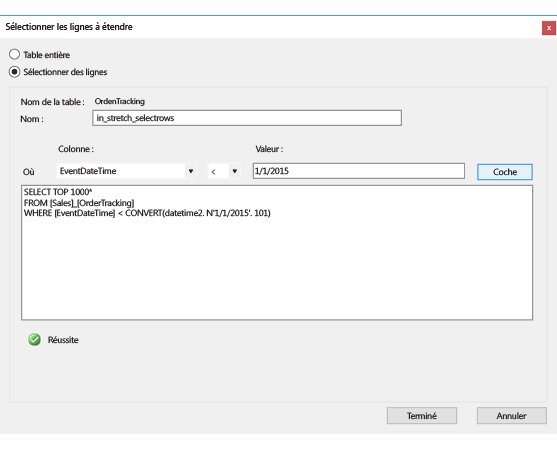 Sélectionner les lignes à étendre
x
Table entière
Sélectionner des lignes
Nom de la table : OrdenTracking
Nom : in_stretch_selectrows
Colonne : Valeur :
Où EventDateTime < 1/1/2015 Coche
SELECT TOP 1000*
FROM [Sales]_[OrderTracking]
WHERE [EventDateTime] < CONVERT(datetime2. N'1/1/2015'. 101)
Réussite
Terminé Annuler